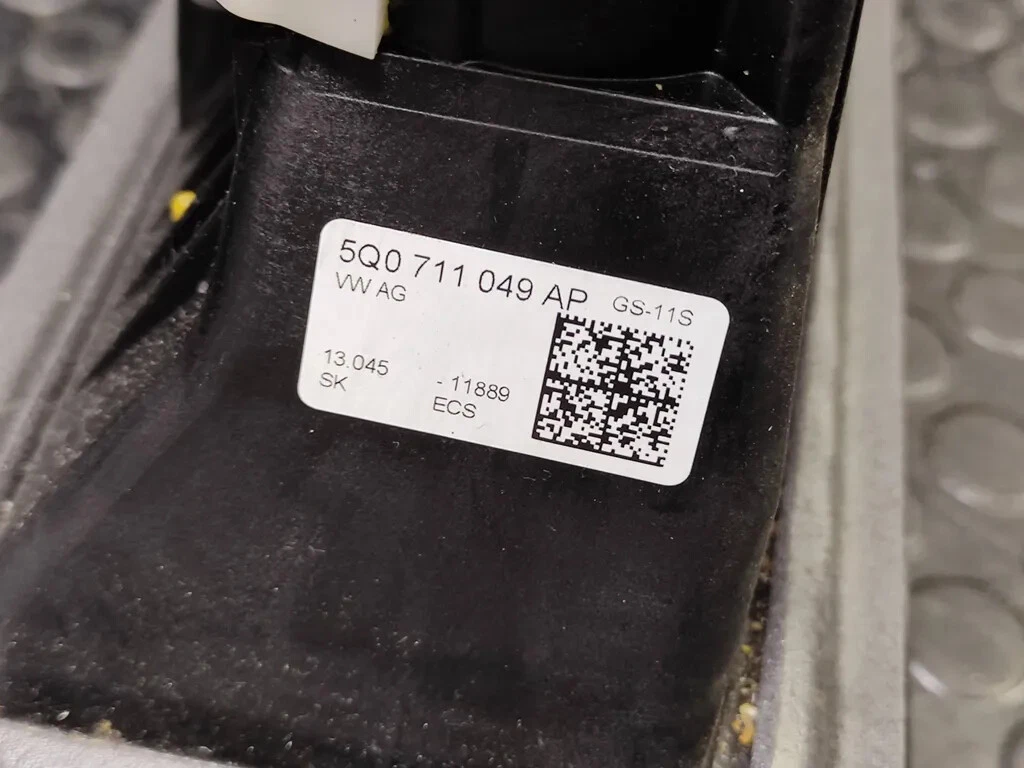 5Q0 711 049 AP GS-11S
VW AG
13.045 - 11889
SK ECS